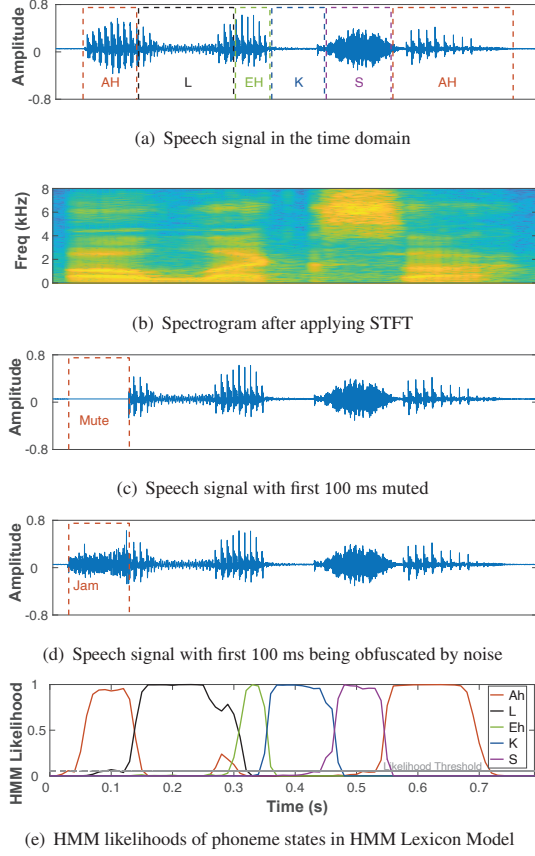 0.8
0
-0.8
Amplitude
AH L EH K S AH
(a) Speech signal in the time domain
8
6
4
2
0
Freq (kHz)
(b) Spectrogram after applying STFT
0.8
0
-0.8
Amplitude
Mute
(c) Speech signal with first 100 ms muted
0.8
0
-0.8
Amplitude
Jam
(d) Speech signal with first 100 ms being obfuscated by noise
1
0.5
0
HMM Likelihood
Ah
L
Eh
K
S
Likelihood Threshold
0 0.1 0.2 0.3 0.4 0.5 0.6 0.7
Time (s)
(e) HMM likelihoods of phoneme states in HMM Lexicon Model